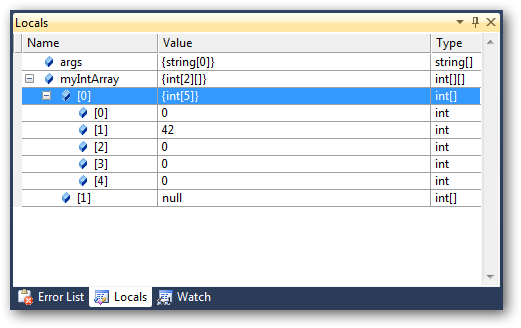 Locals
Name Value Type
args {string[0]} string[]
myIntArray {int[2][]} int[][]
[0] {int[5]} int[]
[0] 0 int
[1] 42 int
[2] 0 int
[3] 0 int
[4] 0 int
[1] null int[]
Error List Locals Watch